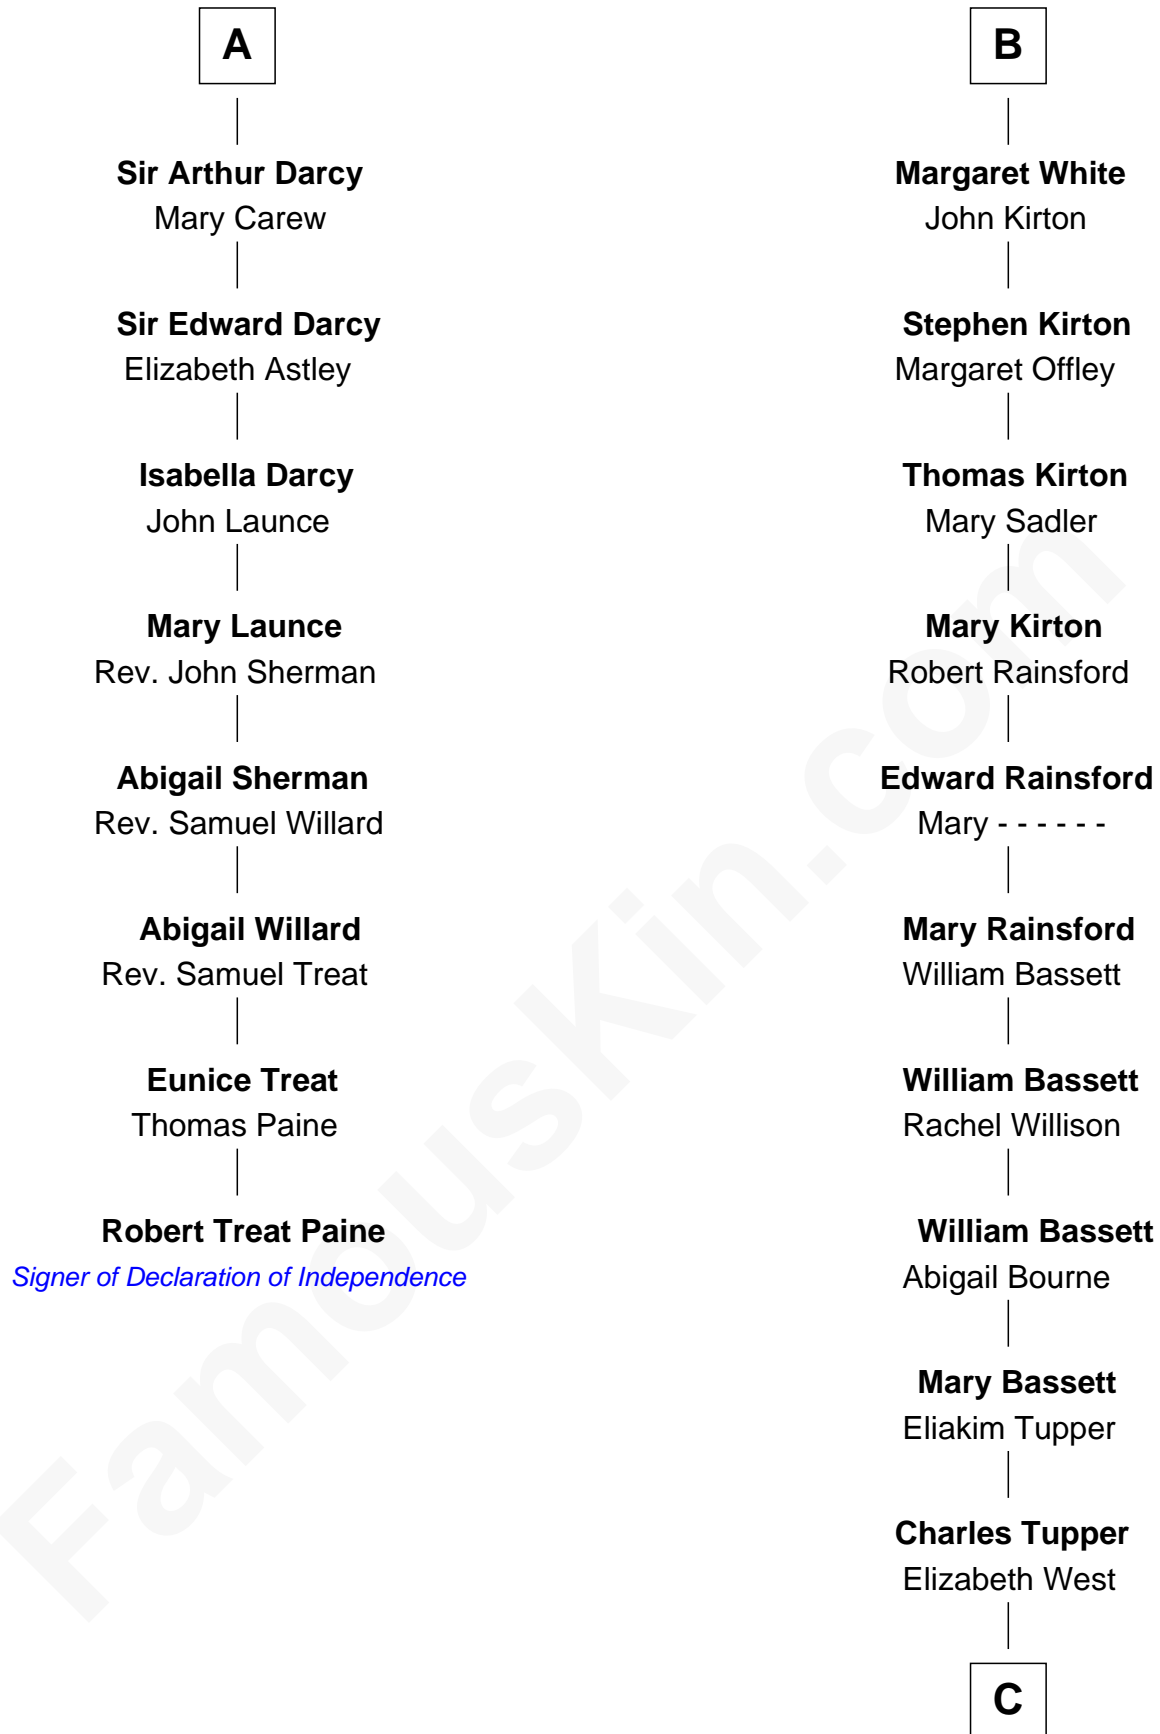 A
Sir Arthur Darcy
Mary Carew
Sir Edward Darcy
Elizabeth Astley
Isabella Darcy
John Launce
Mary Launce
Rev. John Sherman
Abigail Sherman
Rev. Samuel Willard
Abigail Willard
Rev. Samuel Treat
Eunice Treat
Thomas Paine
Robert Treat Paine
Signer of Declaration of Independence
B
Margaret White
John Kirton
Stephen Kirton
Margaret Offley
Thomas Kirton
Mary Sadler
Mary Kirton
Robert Rainsford
Edward Rainsford
Mary - - - - - -
Mary Rainsford
William Bassett
William Bassett
Rachel Willison
William Bassett
Abigail Bourne
Mary Bassett
Eliakim Tupper
Charles Tupper
Elizabeth West
C
FamousKin.com